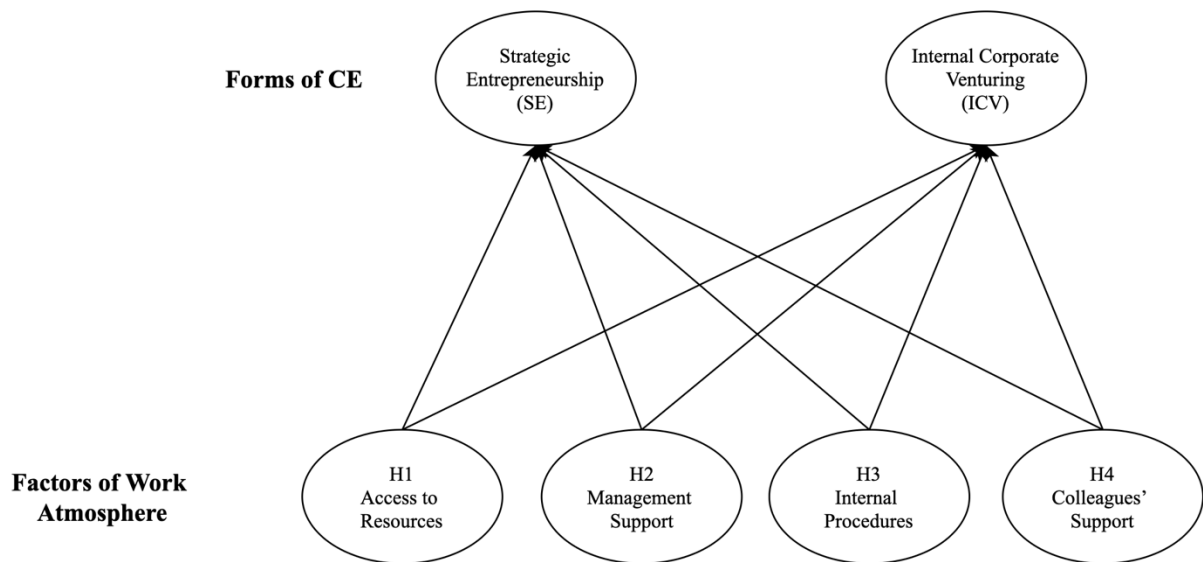 Forms of CE
Strategic
Entrepreneurship
(SE)
Internal Corporate
Venturing
(ICV)
Factors of Work
Atmosphere
H1
Access to
Resources
H2
Management
Support
H3
Internal
Procedures
H4
Colleagues’
Support